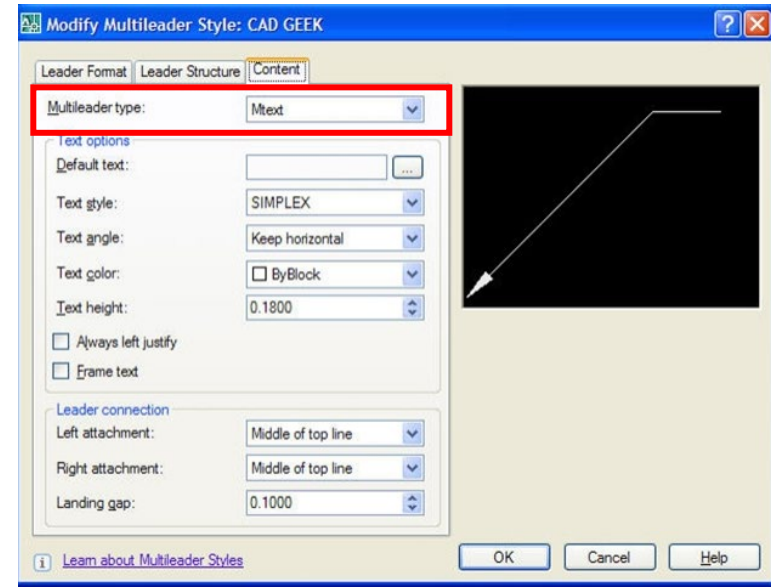 Modify Multileader Style: CAD GEEK
Leader Format Leader Structure Content
Multileader type: Mtext
Text options
Default text: ...
Text style: SIMPLEX
Text angle: Keep horizontal
Text color: ByBlock
Text height: 0.1800
Always left justify
Frame text
Leader connection
Left attachment: Middle of top line
Right attachment: Middle of top line
Landing gap: 0.1000
Learn about Multileader Styles OK Cancel Help